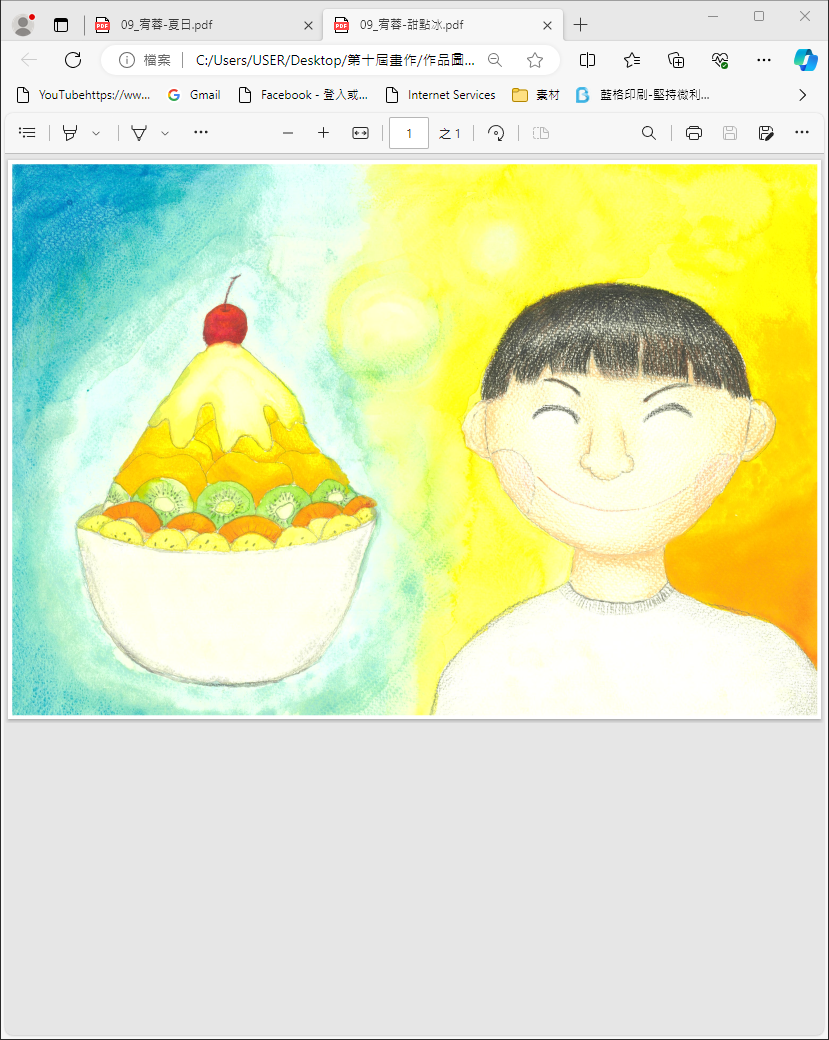 09_宥蓉-夏日.pdf
09_宥蓉-甜點冰.pdf
檔案
C:/Users/USER/Desktop/第十屆畫作/作品圖...
YouTubehttps://ww...
Gmail
Facebook - 登入或...
Internet Services
素材
藍格印刷-堅持微利...
1 之 1